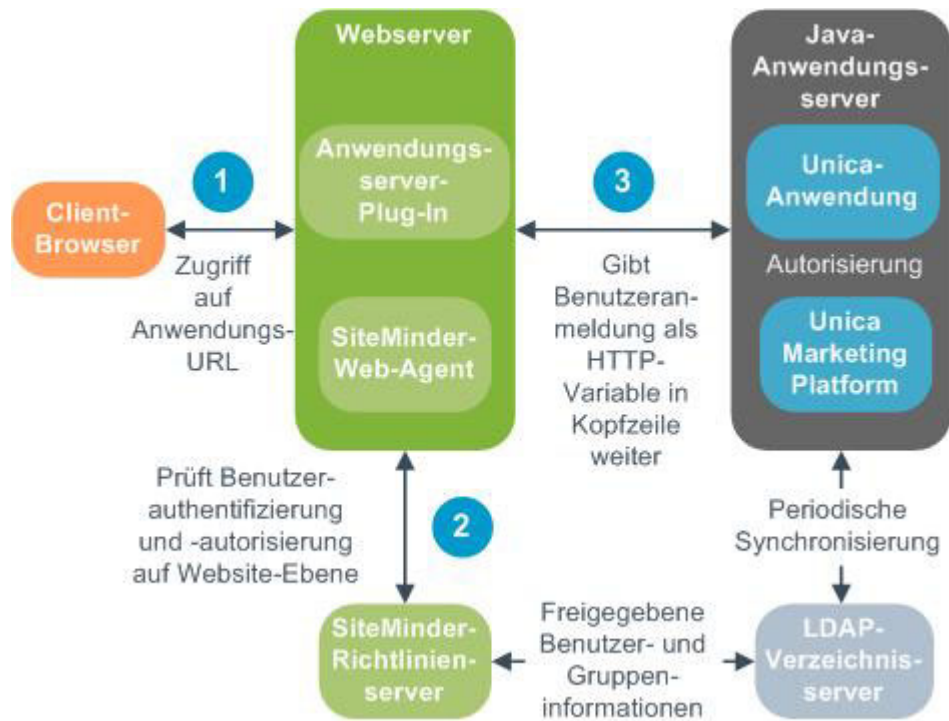 Webserver
Java-
Anwendungs-
server
Anwendungs-
server-
Plug-In
Unica-
Anwendung
1
3
Client-
Browser
Zugriff
auf
Anwendungs-
URL
Gibt
Benutzeran-
meldung als
HTTP-
Variable in
Kopfzeile
weiter
Autorisierung
SiteMinder-
Web-Agent
Unica
Marketing
Platform
Prüft Benutzer-
authentifizierung
und -autorisierung
auf Website-Ebene
2
Periodische
Synchronisierung
SiteMinder-
Richtlinien-
server
Freigegebene
Benutzer- und
Gruppen-
informationen
LDAP-
Verzeichnis-
server